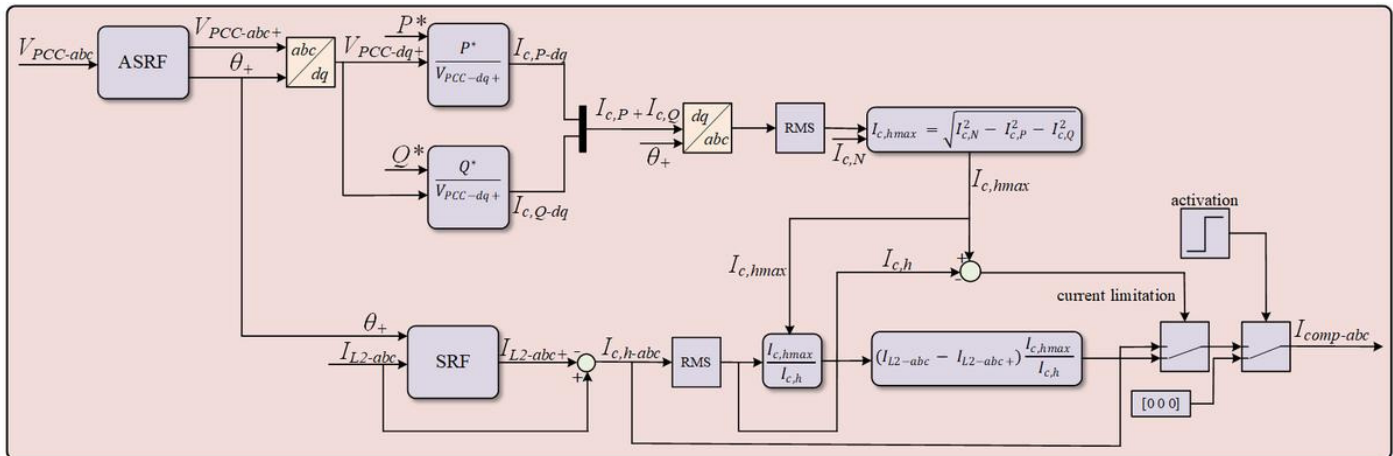 V_PCC-abc
ASRF
V_PCC-abc+
θ_+
abc
dq
V_PCC-dq+
P*
P*
V_PCC-dq+
I_c,P-dq
Q*
Q*
V_PCC-dq+
I_c,Q-dq
I_c,P + I_c,Q
θ_+
dq
abc
RMS
I_c,N
I_c,hmax = √(I²_c,N − I²_c,P − I²_c,Q)
I_c,hmax
activation
I_c,hmax
I_c,h
+
-
current limitation
θ_+
I_L2-abc
SRF
I_L2-abc+
-
+
I_c,h-abc
RMS
I_c,hmax
I_c,h
(I_L2−abc − I_L2−abc+) I_c,hmax
I_c,h
[0 0 0]
I_comp-abc